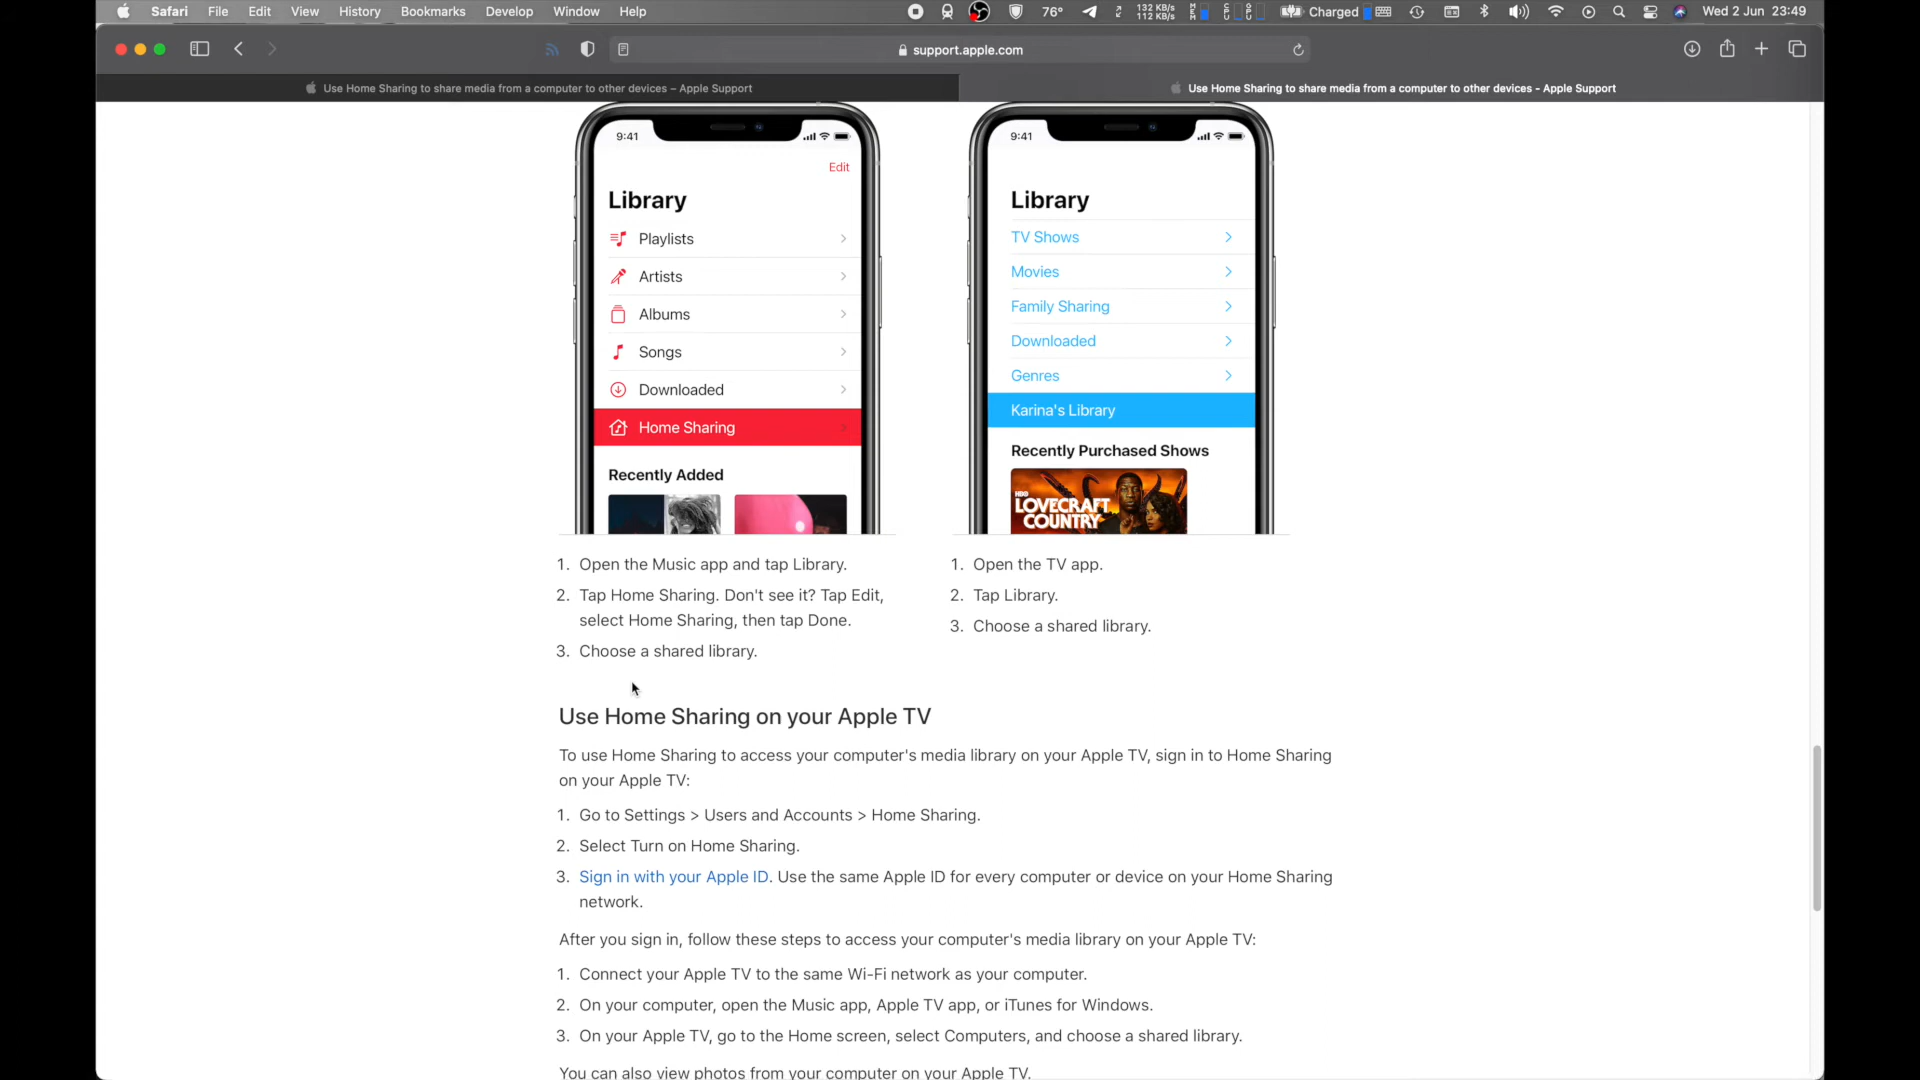 Safari File Edit View History Bookmarks Develop Window Help 76° 132 KB/s 112 KB/s MEM CPU GPU Charged Wed 2 Jun 23:49
support.apple.com
Use Home Sharing to share media from a computer to other devices – Apple Support
Use Home Sharing to share media from a computer to other devices - Apple Support
9:41
Edit
Library
Playlists
Artists
Albums
Songs
Downloaded
Home Sharing
Recently Added
9:41
Library
TV Shows
Movies
Family Sharing
Downloaded
Genres
Karina's Library
Recently Purchased Shows
HBO
LOVECRAFT
COUNTRY
1. Open the Music app and tap Library.
2. Tap Home Sharing. Don't see it? Tap Edit,
select Home Sharing, then tap Done.
3. Choose a shared library.
1. Open the TV app.
2. Tap Library.
3. Choose a shared library.
Use Home Sharing on your Apple TV
To use Home Sharing to access your computer's media library on your Apple TV, sign in to Home Sharing
on your Apple TV:
1. Go to Settings > Users and Accounts > Home Sharing.
2. Select Turn on Home Sharing.
3. Sign in with your Apple ID. Use the same Apple ID for every computer or device on your Home Sharing
network.
After you sign in, follow these steps to access your computer's media library on your Apple TV:
1. Connect your Apple TV to the same Wi-Fi network as your computer.
2. On your computer, open the Music app, Apple TV app, or iTunes for Windows.
3. On your Apple TV, go to the Home screen, select Computers, and choose a shared library.
You can also view photos from your computer on your Apple TV.